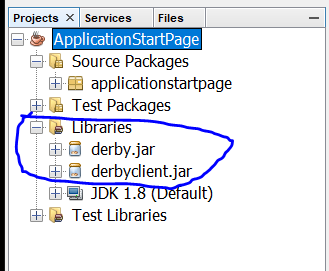 Projects Services Files
ApplicationStartPage
Source Packages
applicationstartpage
Test Packages
Libraries
derby.jar
derbyclient.jar
JDK 1.8 (Default)
Test Libraries